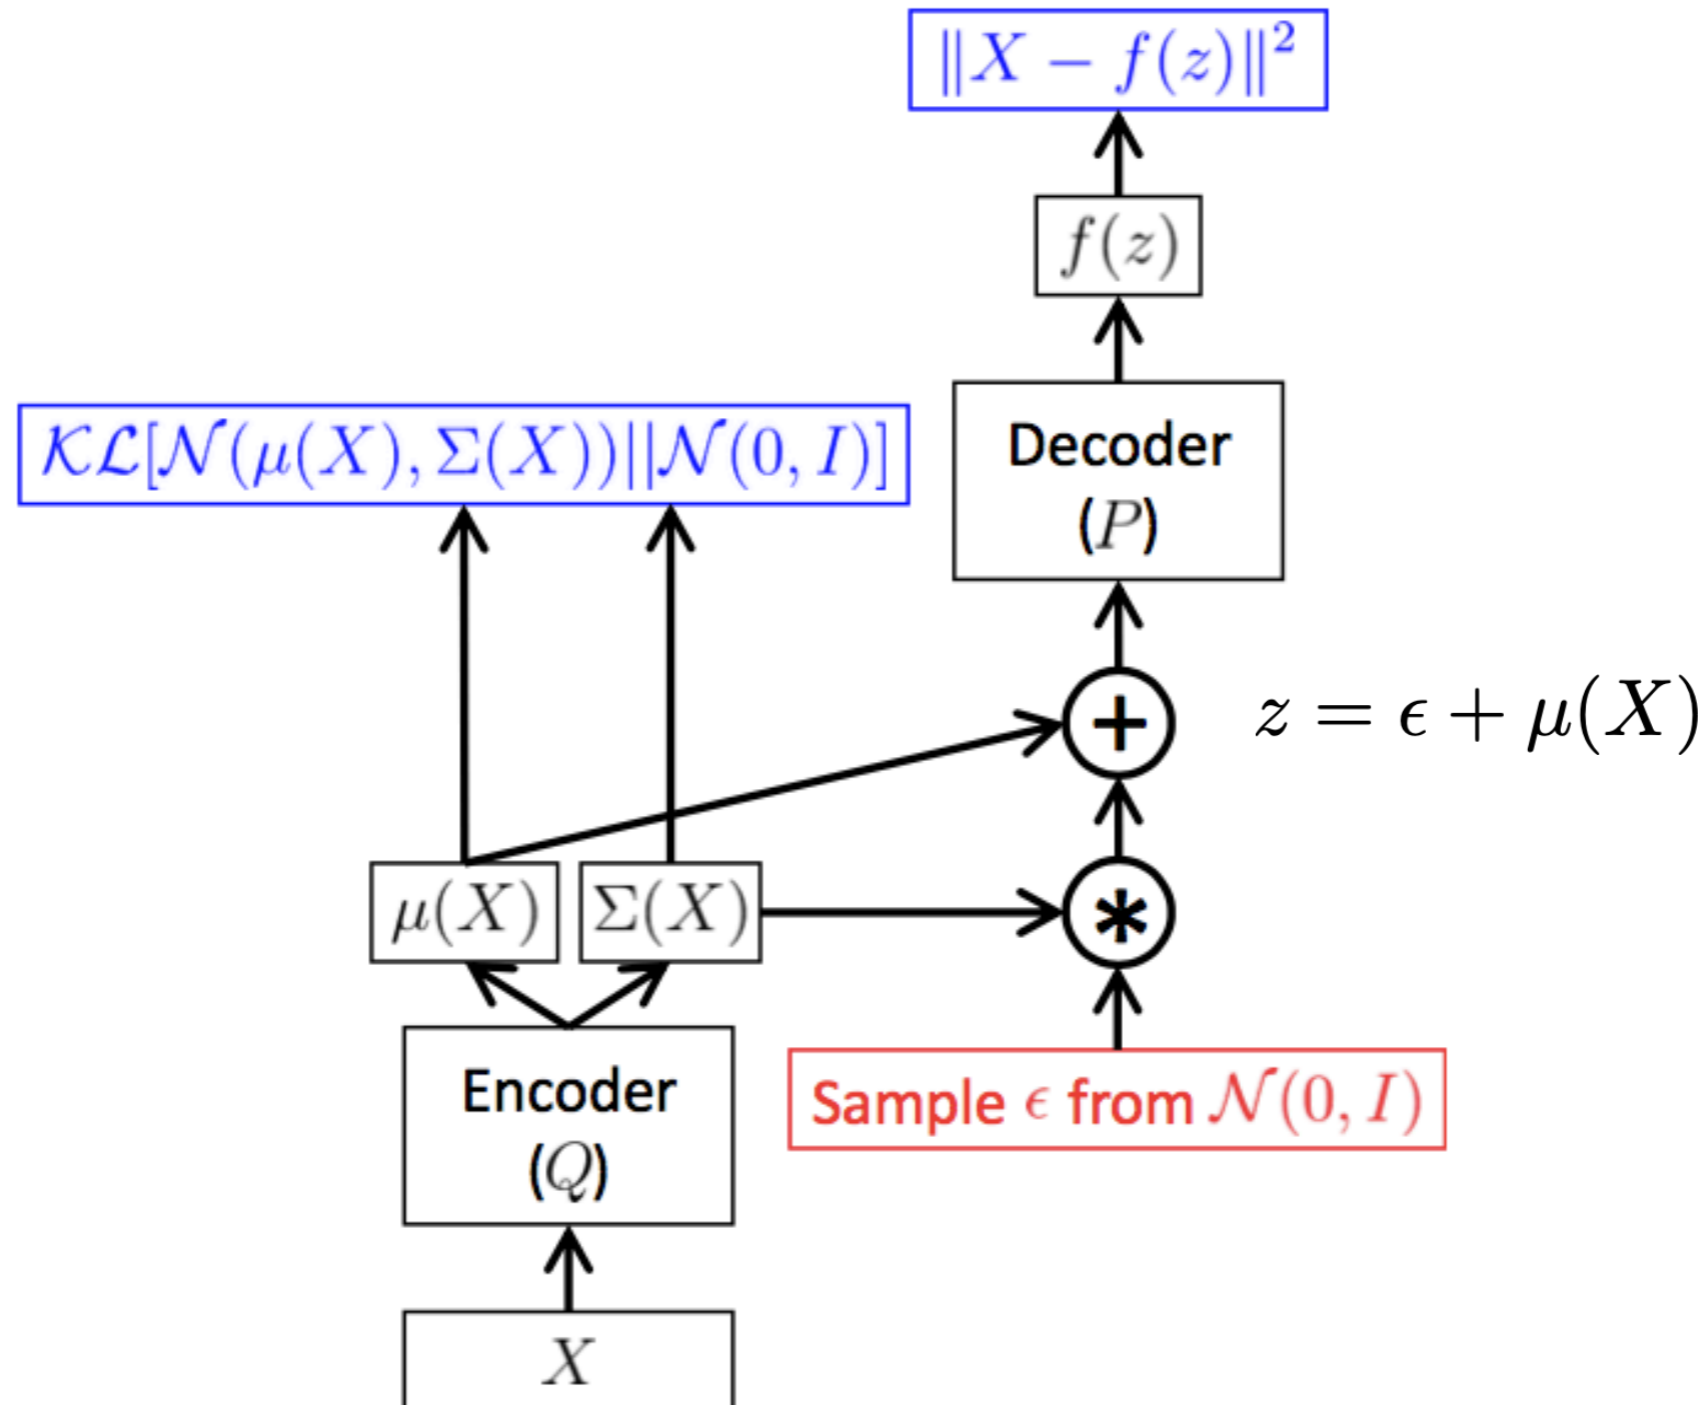 ‖X − f(z)‖²
f(z)
𝒦ℒ[𝒩(μ(X), Σ(X))||𝒩(0, I)]
Decoder
(P)
+
z = ϵ + μ(X)
μ(X)
Σ(X)
*
Encoder
(Q)
Sample ϵ from 𝒩(0, I)
X